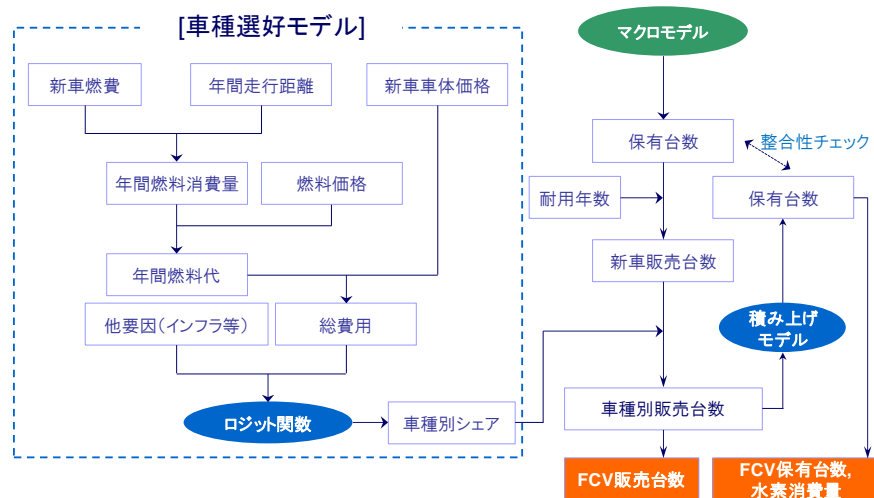 [車種選好モデル]
新車燃費
年間走行距離
新車車体価格
年間燃料消費量
燃料価格
年間燃料代
他要因(インフラ等)
総費用
ロジット関数
車種別シェア
マクロモデル
保有台数
整合性チェック
耐用年数
保有台数
新車販売台数
積み上げ
モデル
車種別販売台数
FCV販売台数
FCV保有台数,
水素消費量